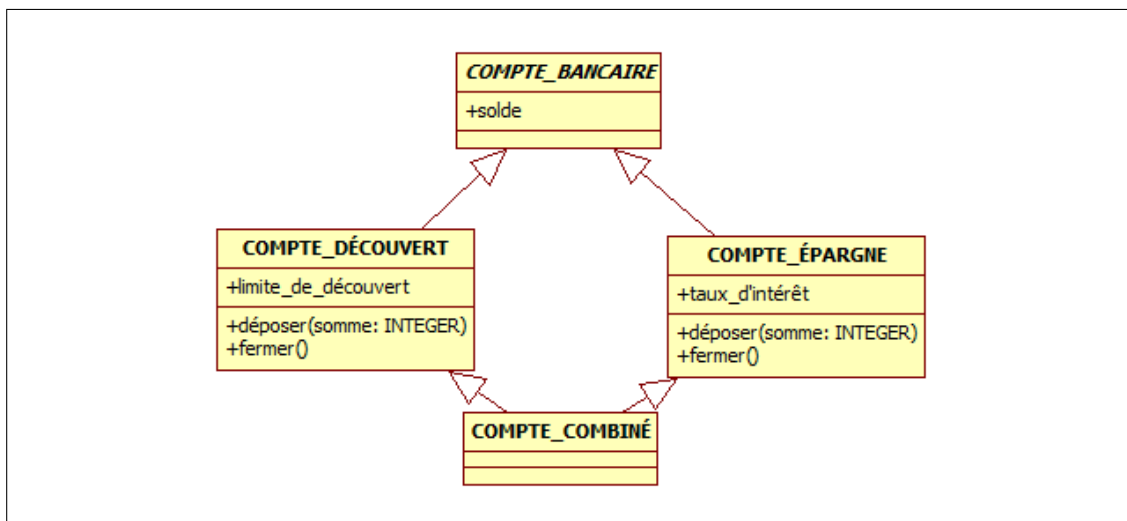 COMPTE_BANCAIRE
+solde
COMPTE_DÉCOUVERT
+limite_de_découvert
+déposer(somme: INTEGER)
+fermer()
COMPTE_ÉPARGNE
+taux_d'intérêt
+déposer(somme: INTEGER)
+fermer()
COMPTE_COMBINÉ